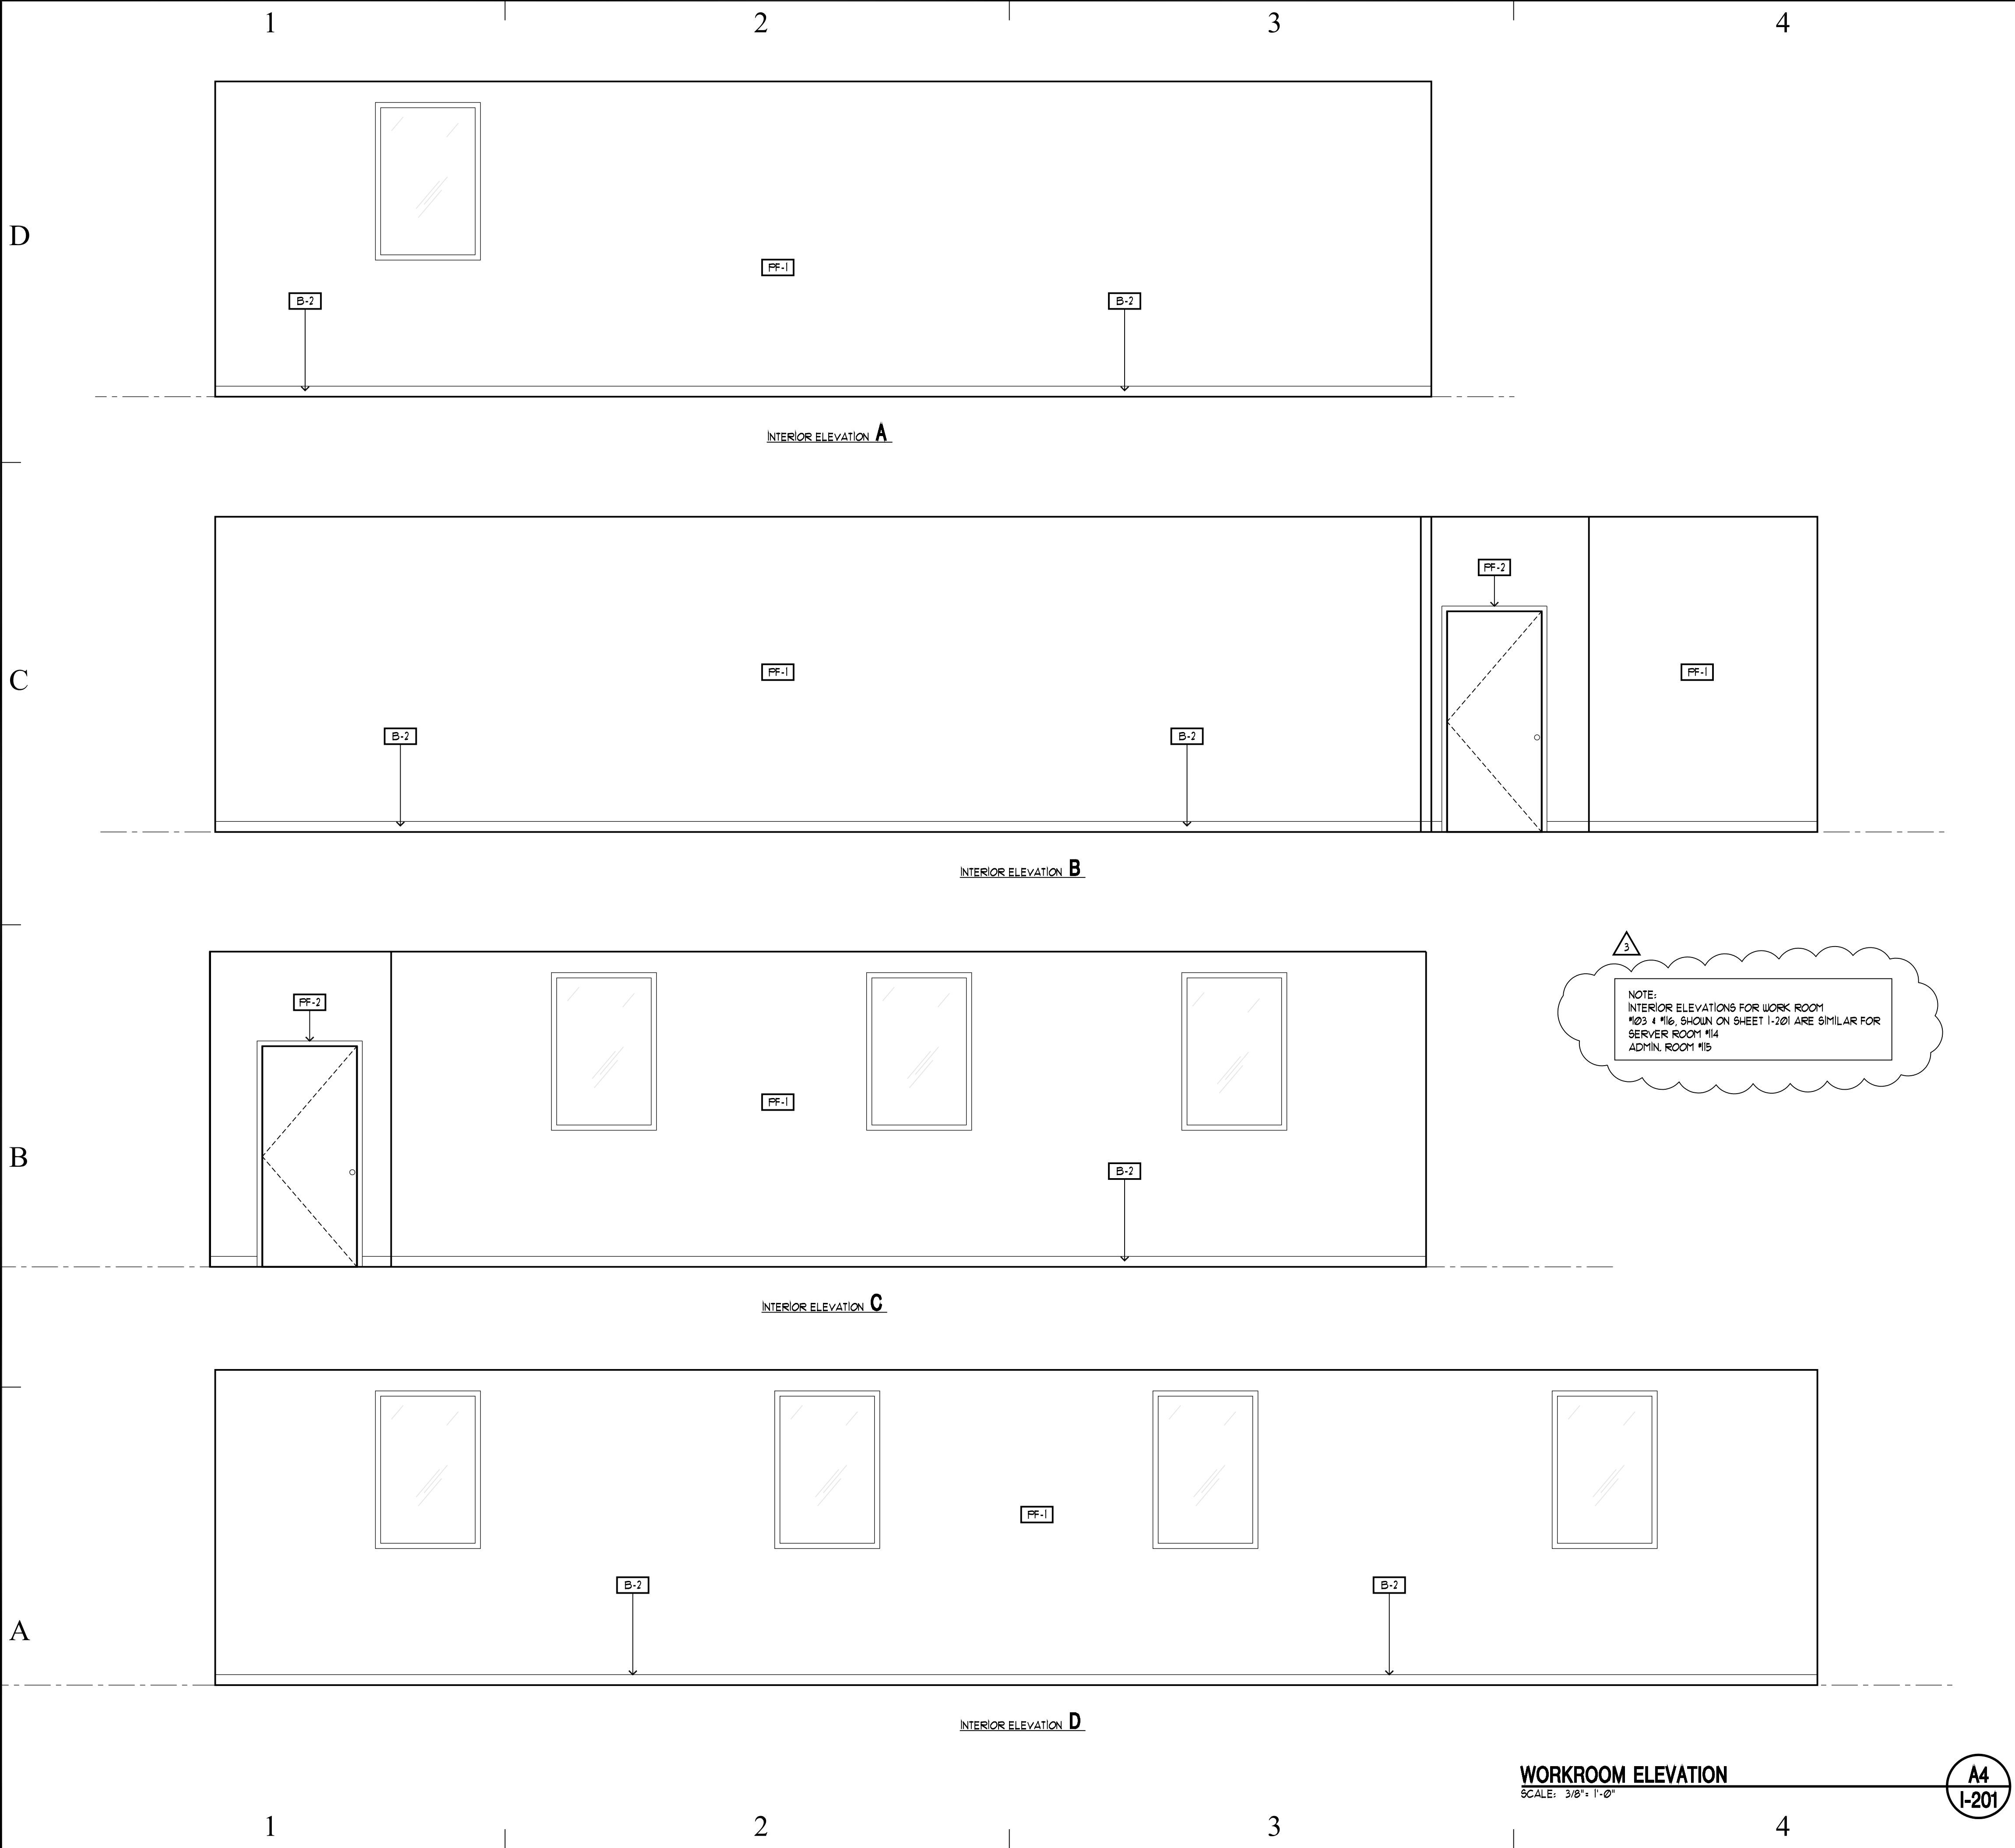 1 2 3 4
D
B-2
PF-1
B-2
INTERIOR ELEVATION A
C
PF-2
PF-1
PF-1
B-2
B-2
INTERIOR ELEVATION B
3
NOTE:
INTERIOR ELEVATIONS FOR WORK ROOM
#103 & #116, SHOWN ON SHEET I-201 ARE SIMILAR FOR
SERVER ROOM #114
ADMIN. ROOM #115
B
PF-2
PF-1
B-2
INTERIOR ELEVATION C
A
PF-1
B-2
B-2
INTERIOR ELEVATION D
WORKROOM ELEVATION
SCALE: 3/8"= 1'-0"
A4
I-201
1 2 3 4